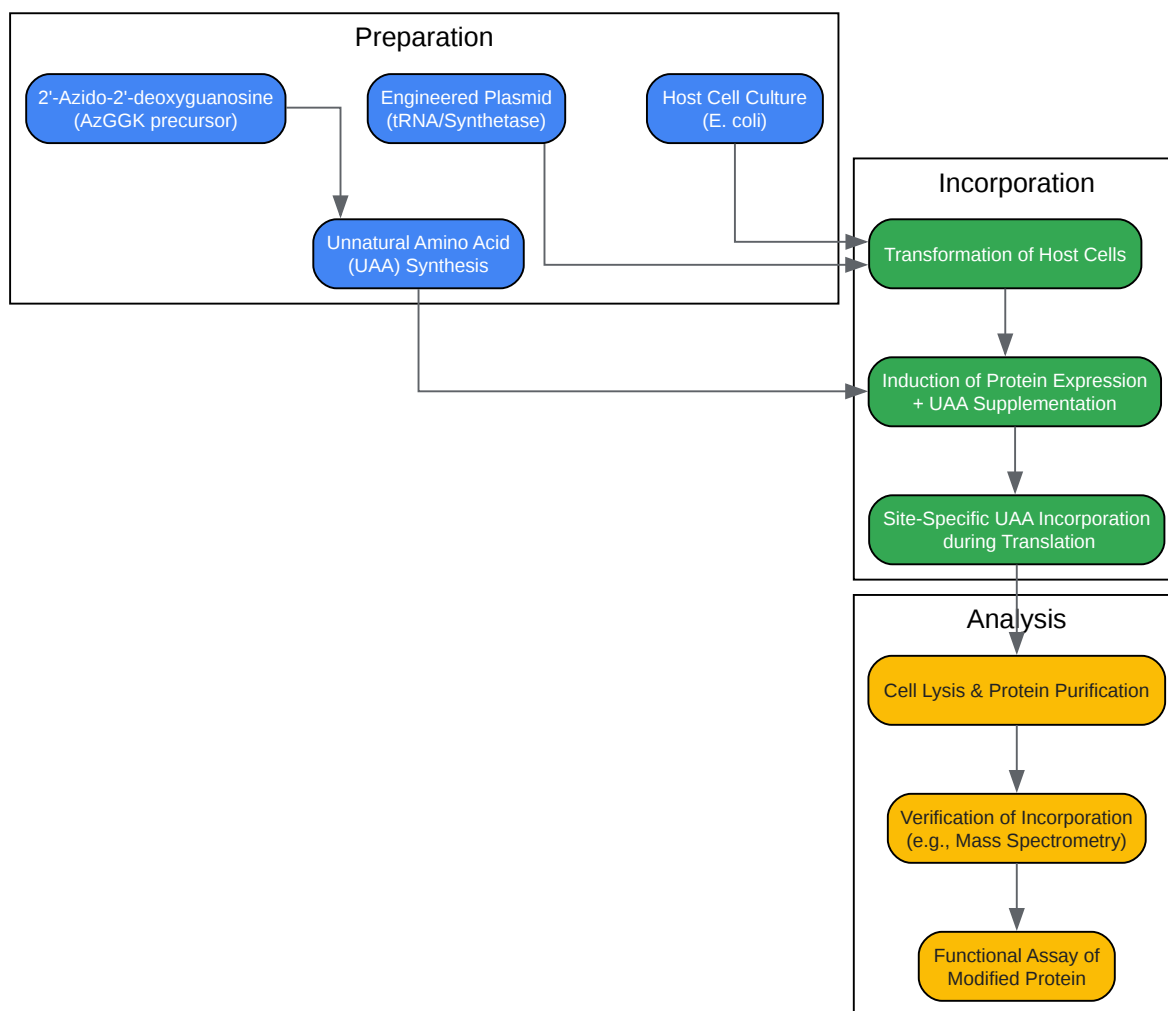 Preparation
2'-Azido-2'-deoxyguanosine
(AzGGK precursor)
Engineered Plasmid
(tRNA/Synthetase)
Host Cell Culture
(E. coli)
Unnatural Amino Acid
(UAA) Synthesis
Incorporation
Transformation of Host Cells
Induction of Protein Expression
+ UAA Supplementation
Site-Specific UAA Incorporation
during Translation
Analysis
Cell Lysis & Protein Purification
Verification of Incorporation
(e.g., Mass Spectrometry)
Functional Assay of
Modified Protein